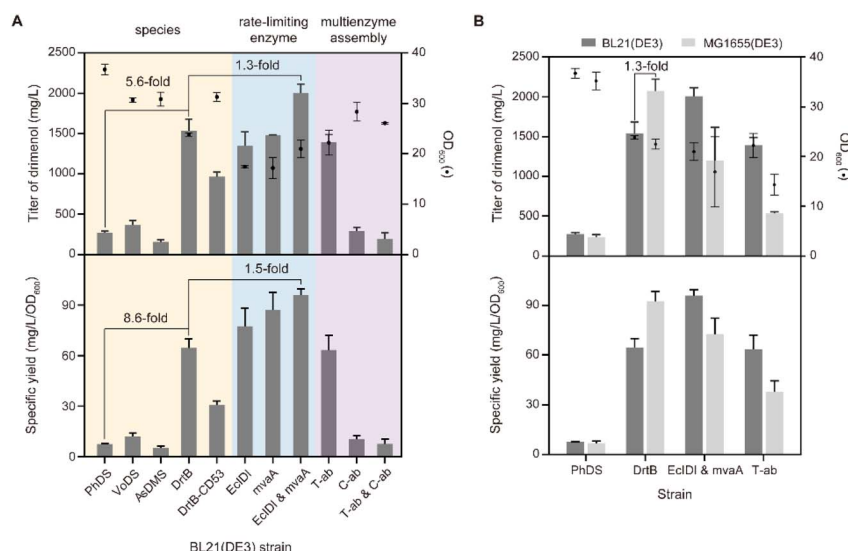 A
species
rate-limiting
enzyme
multienzyme
assembly
2500
2000
1500
1000
500
0
Titer of drimenol (mg/L)
5.6-fold
1.3-fold
40
30
20
10
0
OD600 (•)
90
60
30
0
Specific yield (mg/L/OD600)
8.6-fold
1.5-fold
PhDS
VoDS
AsDMS
DrtB
DrtB-CD53
EcIDI
mvaA
EcIDI & mvaA
T-ab
C-ab
T-ab & C-ab
BL21(DE3) strain
B
BL21(DE3)
MG1655(DE3)
2500
2000
1500
1000
500
0
Titer of drimenol (mg/L)
1.3-fold
40
30
20
10
0
OD600 (•)
90
60
30
0
Specific yield (mg/L/OD600)
PhDS
DrtB
EcIDI & mvaA
T-ab
Strain